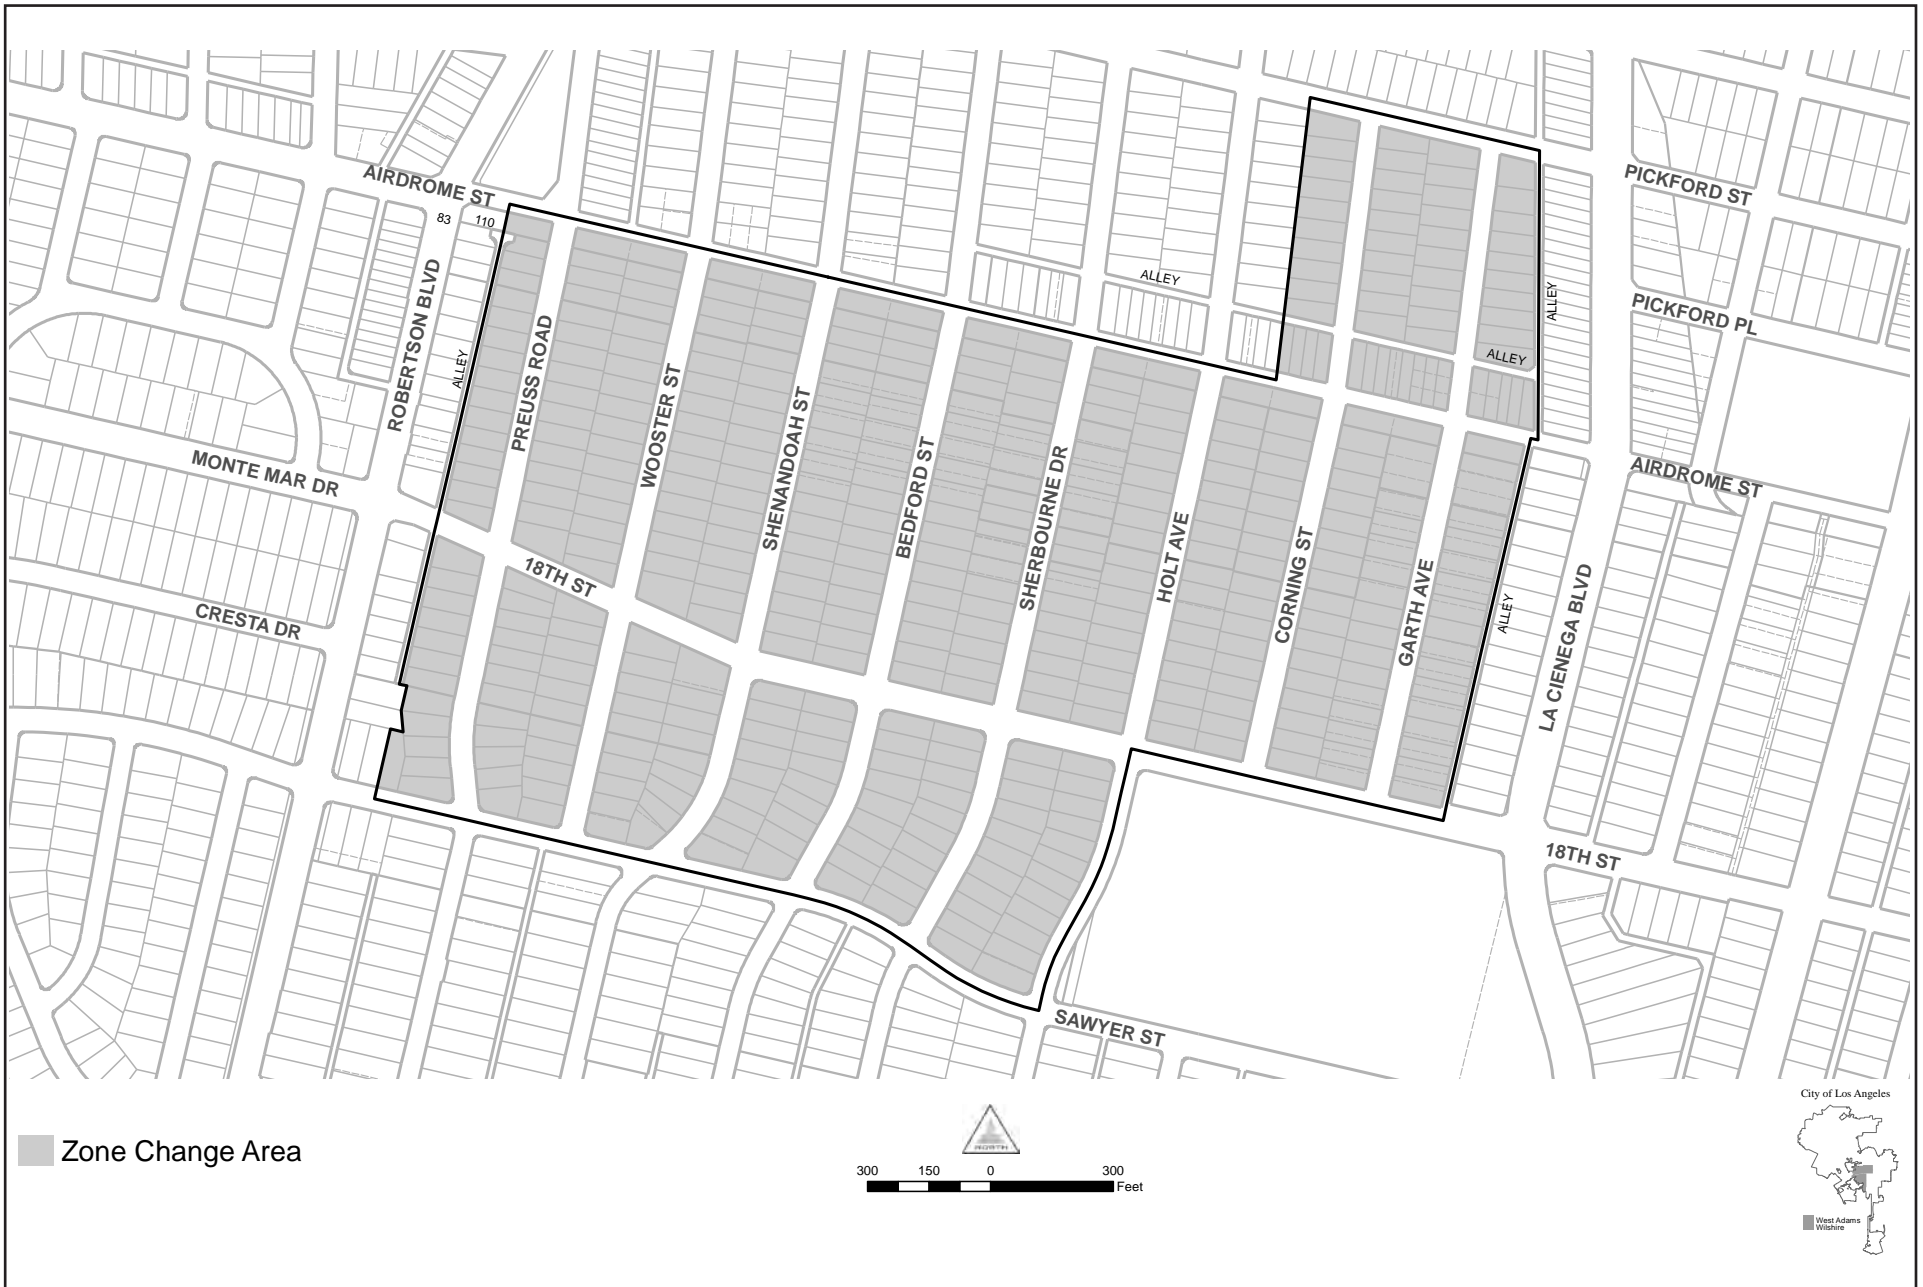 PICKFORD ST
AIRDROME ST
83
110
ALLEY
ALLEY
PICKFORD PL
ROBERTSON BLVD
ALLEY
PREUSS ROAD
WOOSTER ST
SHENANDOAH ST
BEDFORD ST
SHERBOURNE DR
HOLT AVE
CORNING ST
GARTH AVE
ALLEY
MONTE MAR DR
AIRDROME ST
18TH ST
CRESTA DR
ALLEY
LA CIENEGA BLVD
18TH ST
SAWYER ST
City of Los Angeles
Zone Change Area
NORTH
300 150 0 300
Feet
West Adams
Wilshire